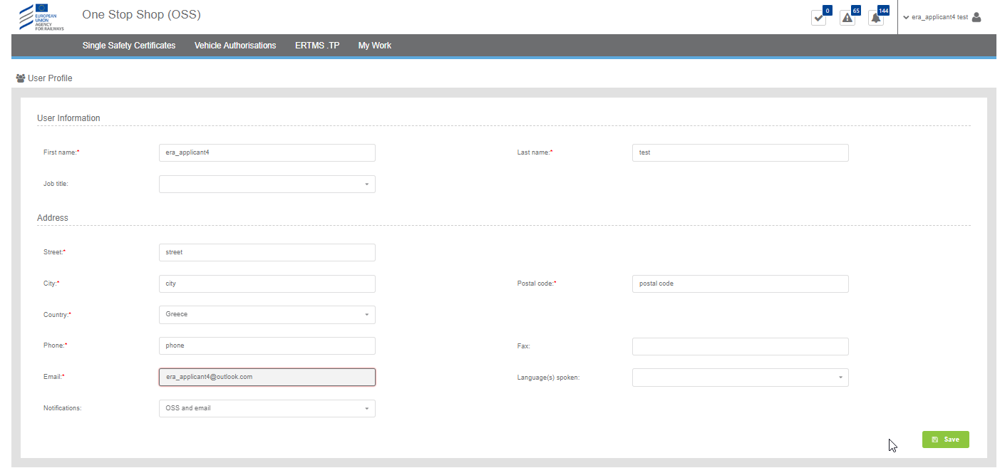 EUROPEAN
UNION
AGENCY
FOR RAILWAYS
One Stop Shop (OSS)
0
65
144
era_applicant4 test
Single Safety Certificates Vehicle Authorisations ERTMS .TP My Work
User Profile
User Information
First name:* era_applicant4 Last name:* test
Job title:
Address
Street:* street
City:* city Postal code:* postal code
Country:* Greece
Phone:* phone Fax:
Email:* era_applicant4@outlook.com Language(s) spoken:
Notifications: OSS and email
Save